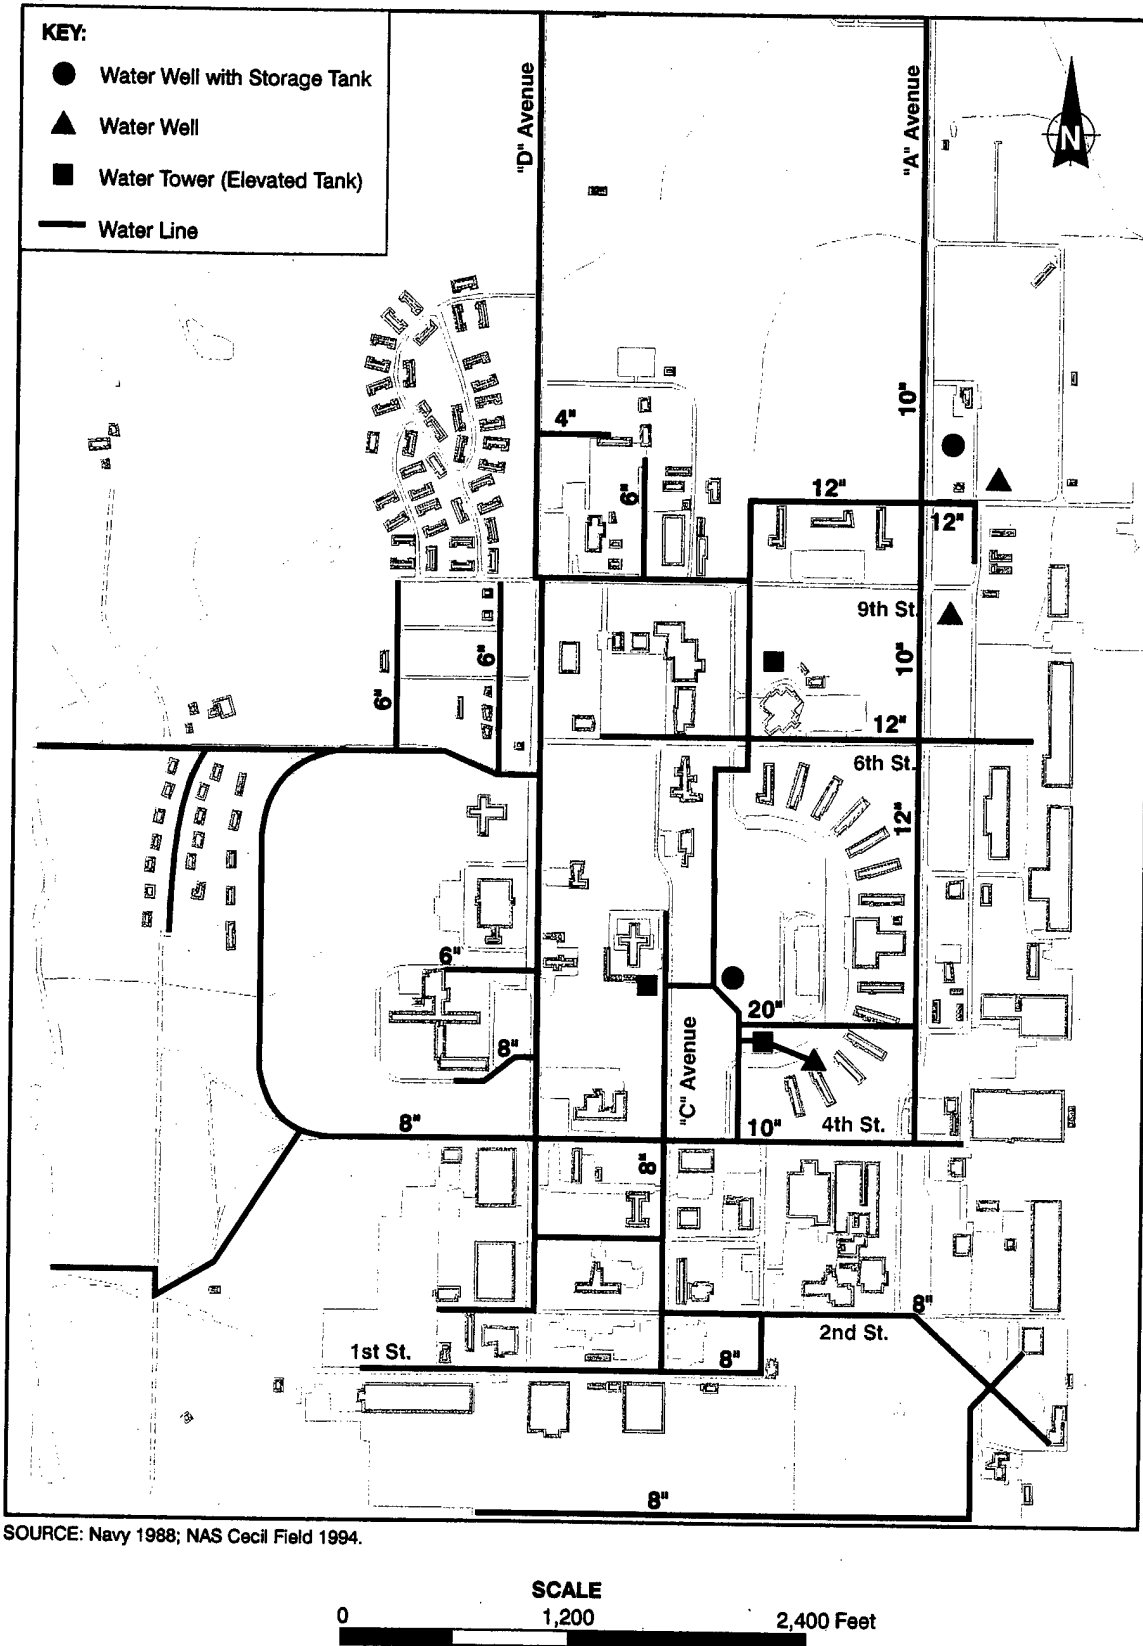 KEY:
Water Well with Storage Tank
Water Well
Water Tower (Elevated Tank)
Water Line
"D" Avenue
"A" Avenue
N
10"
4"
6"
12"
12"
9th St.
6"
6"
10"
12"
6th St.
12"
6"
20"
8"
"C" Avenue
8"
10"
4th St.
8"
8"
2nd St.
1st St.
8"
8"
SOURCE: Navy 1988; NAS Cecil Field 1994.
SCALE
0 1,200 2,400 Feet